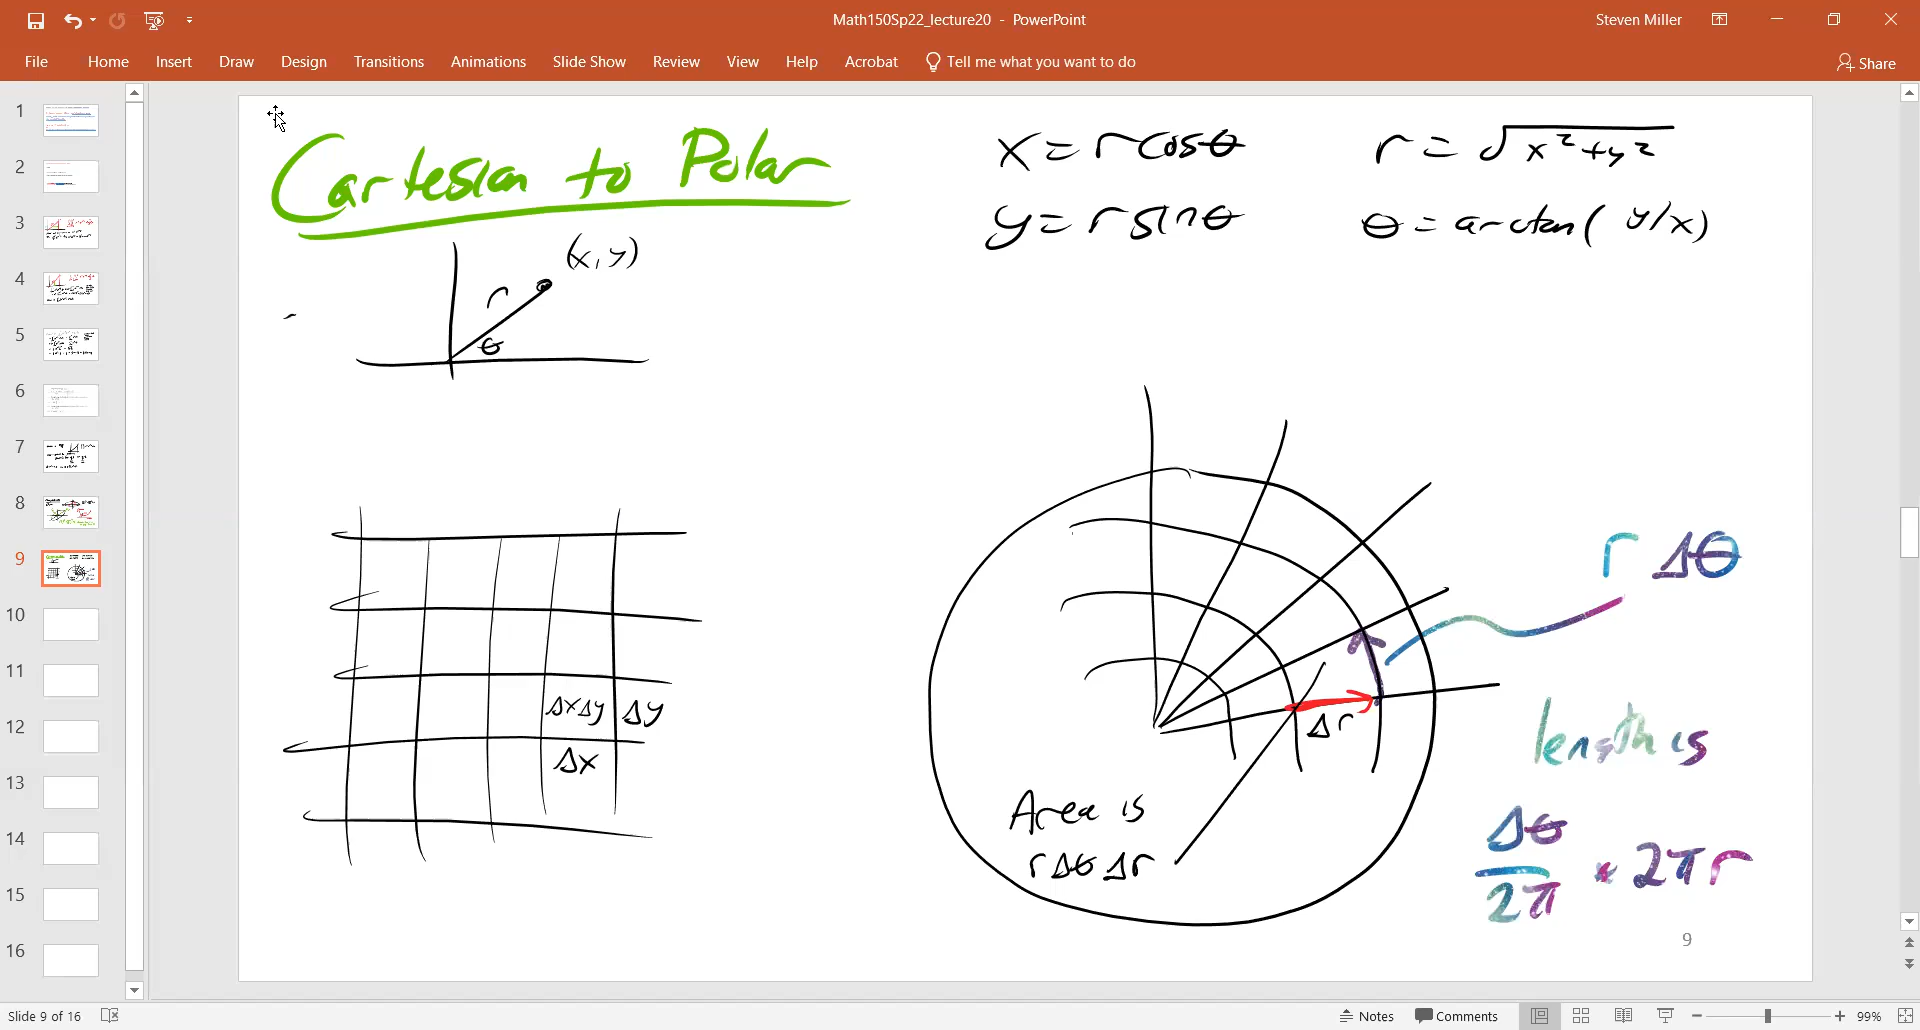 Math150Sp22_lecture20 - PowerPoint
Steven Miller
File Home Insert Draw Design Transitions Animations Slide Show Review View Help Acrobat Tell me what you want to do
Share
1
2
3
4
5
6
7
8
9
10
11
12
13
14
15
16
Cartesian to Polar
x = r cosθ
r = √x²+y²
y = r sinθ
θ = arctan( y/x)
(x, y)
r
θ
ΔxΔy Δy
Δx
r Δθ
Δr
length is
Area is
rΔθ Δr
Δθ/2π * 2πr
9
Slide 9 of 16
Notes
Comments
99%